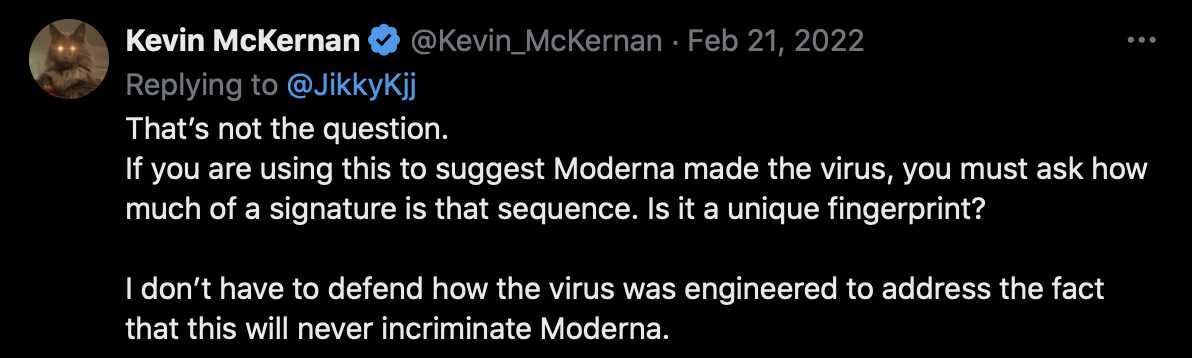 Kevin McKernan @Kevin_McKernan · Feb 21, 2022
Replying to @JikkyKjj
That’s not the question.
If you are using this to suggest Moderna made the virus, you must ask how
much of a signature is that sequence. Is it a unique fingerprint?
I don’t have to defend how the virus was engineered to address the fact
that this will never incriminate Moderna.